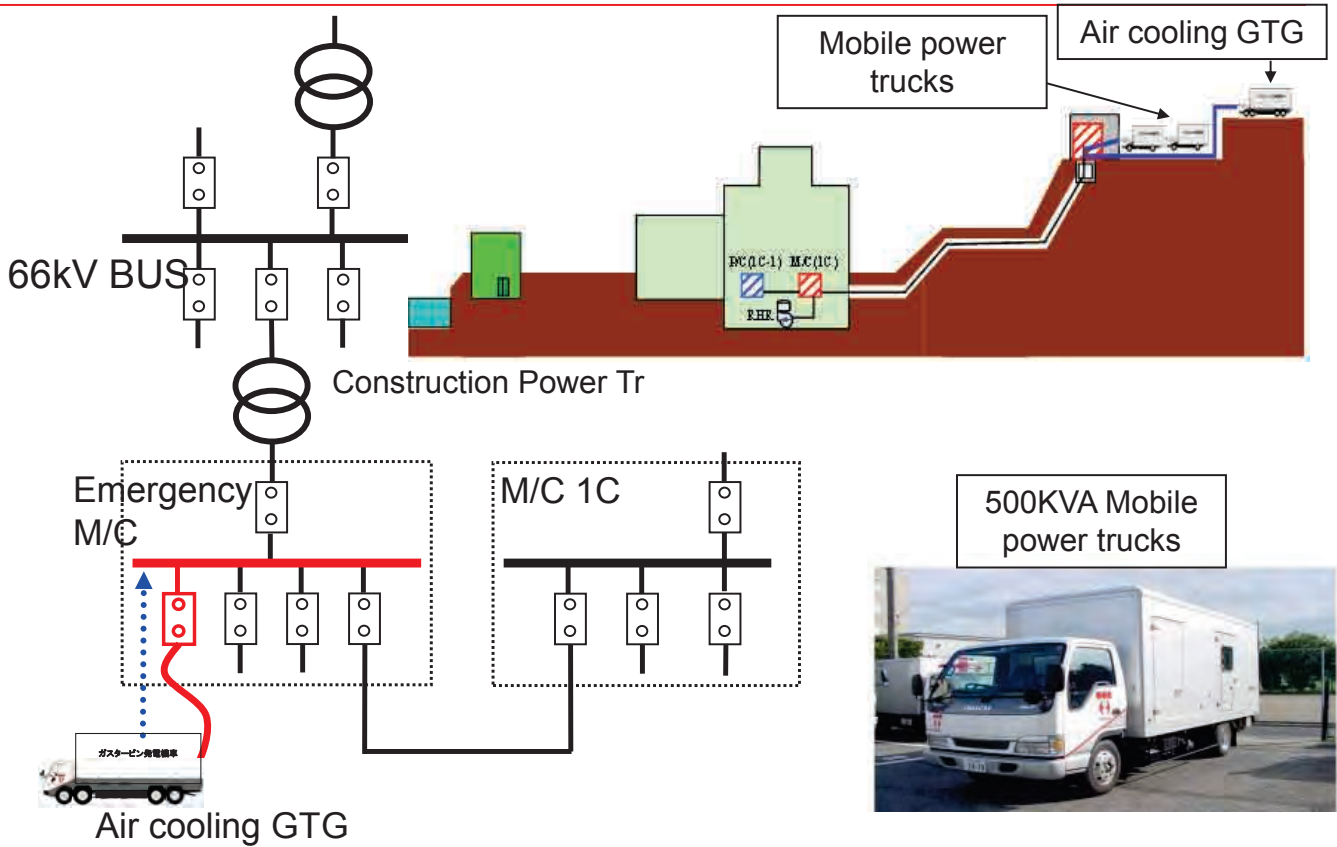 Mobile power
trucks
Air cooling GTG
P/C(1C-1) M/C(1C)
RHR
66kV BUS
Construction Power Tr
Emergency
M/C
M/C 1C
500KVA Mobile
power trucks
ガスタービン発電機車
Air cooling GTG